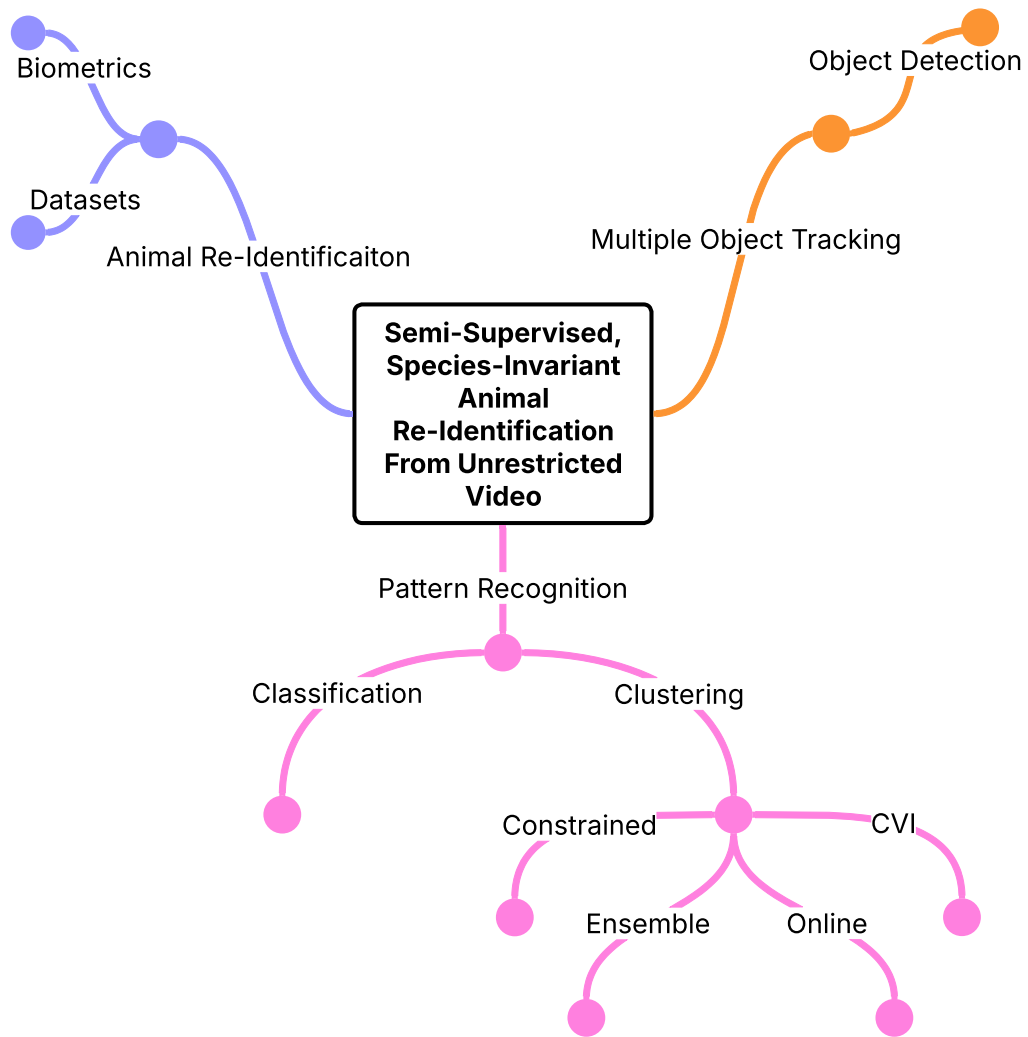 Biometrics
Object Detection
Datasets
Animal Re-Identificaiton
Multiple Object Tracking
Semi-Supervised,
Species-Invariant
Animal
Re-Identification
From Unrestricted
Video
Pattern Recognition
Classification
Clustering
Constrained
CVI
Ensemble
Online